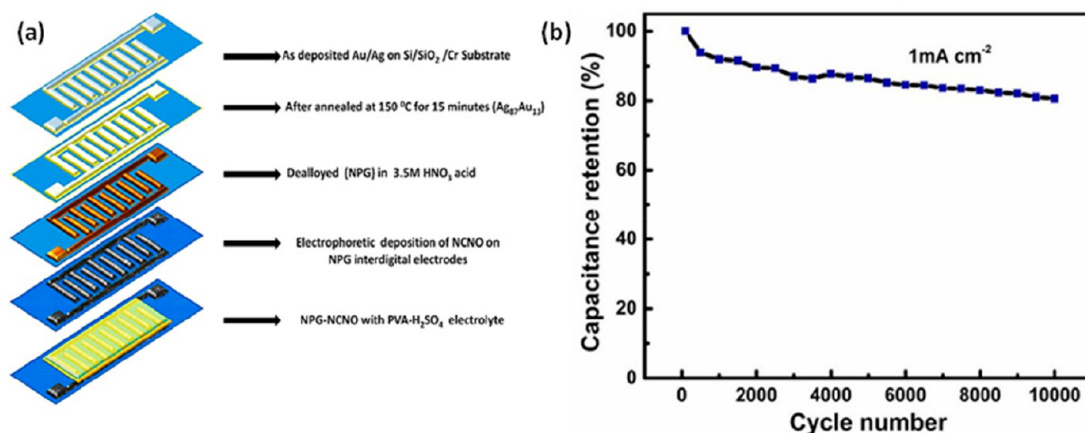 (a)
As deposited Au/Ag on Si/SiO₂ /Cr Substrate
After annealed at 150 ⁰C for 15 minutes (Ag₈₇Au₁₃)
Dealloyed (NPG) in 3.5M HNO₃ acid
Electrophoretic deposition of NCNO on
NPG interdigital electrodes
NPG-NCNO with PVA-H₂SO₄ electrolyte
(b)
1mA cm⁻²
Capacitance retention (%)
100
80
60
40
20
0
0 2000 4000 6000 8000 10000
Cycle number